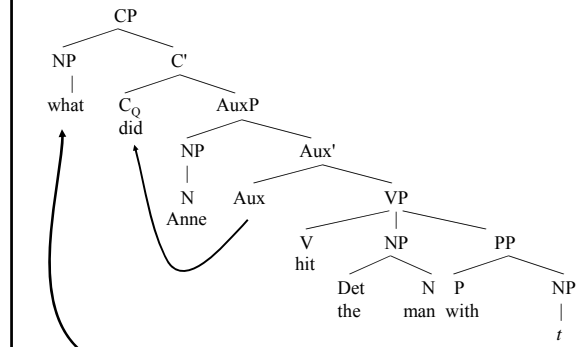 CP
NP C'
what C_Q AuxP
did
NP Aux'
N Aux VP
Anne
V NP PP
hit
Det N P NP
the man with
t